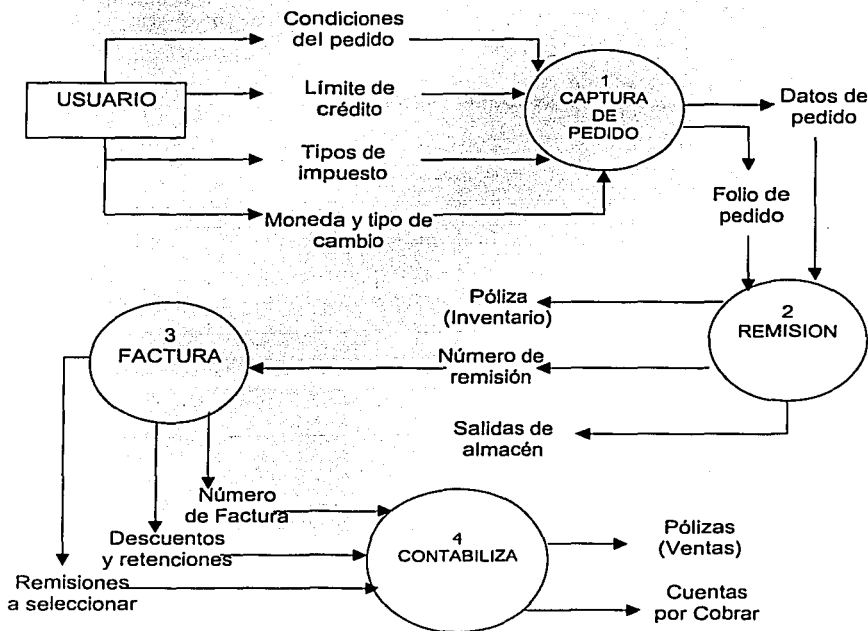 Condiciones
del pedido
USUARIO
Límite de
crédito
1
CAPTURA
DE
PEDIDO
Datos de
pedido
Tipos de
impuesto
Folio de
pedido
Moneda y tipo de
cambio
Póliza
(Inventario)
2
REMISION
3
FACTURA
Número de
remisión
Salidas de
almacén
Número
de Factura
Descuentos
y retenciones
Remisiones
a seleccionar
4
CONTABILIZA
Pólizas
(Ventas)
Cuentas
por Cobrar